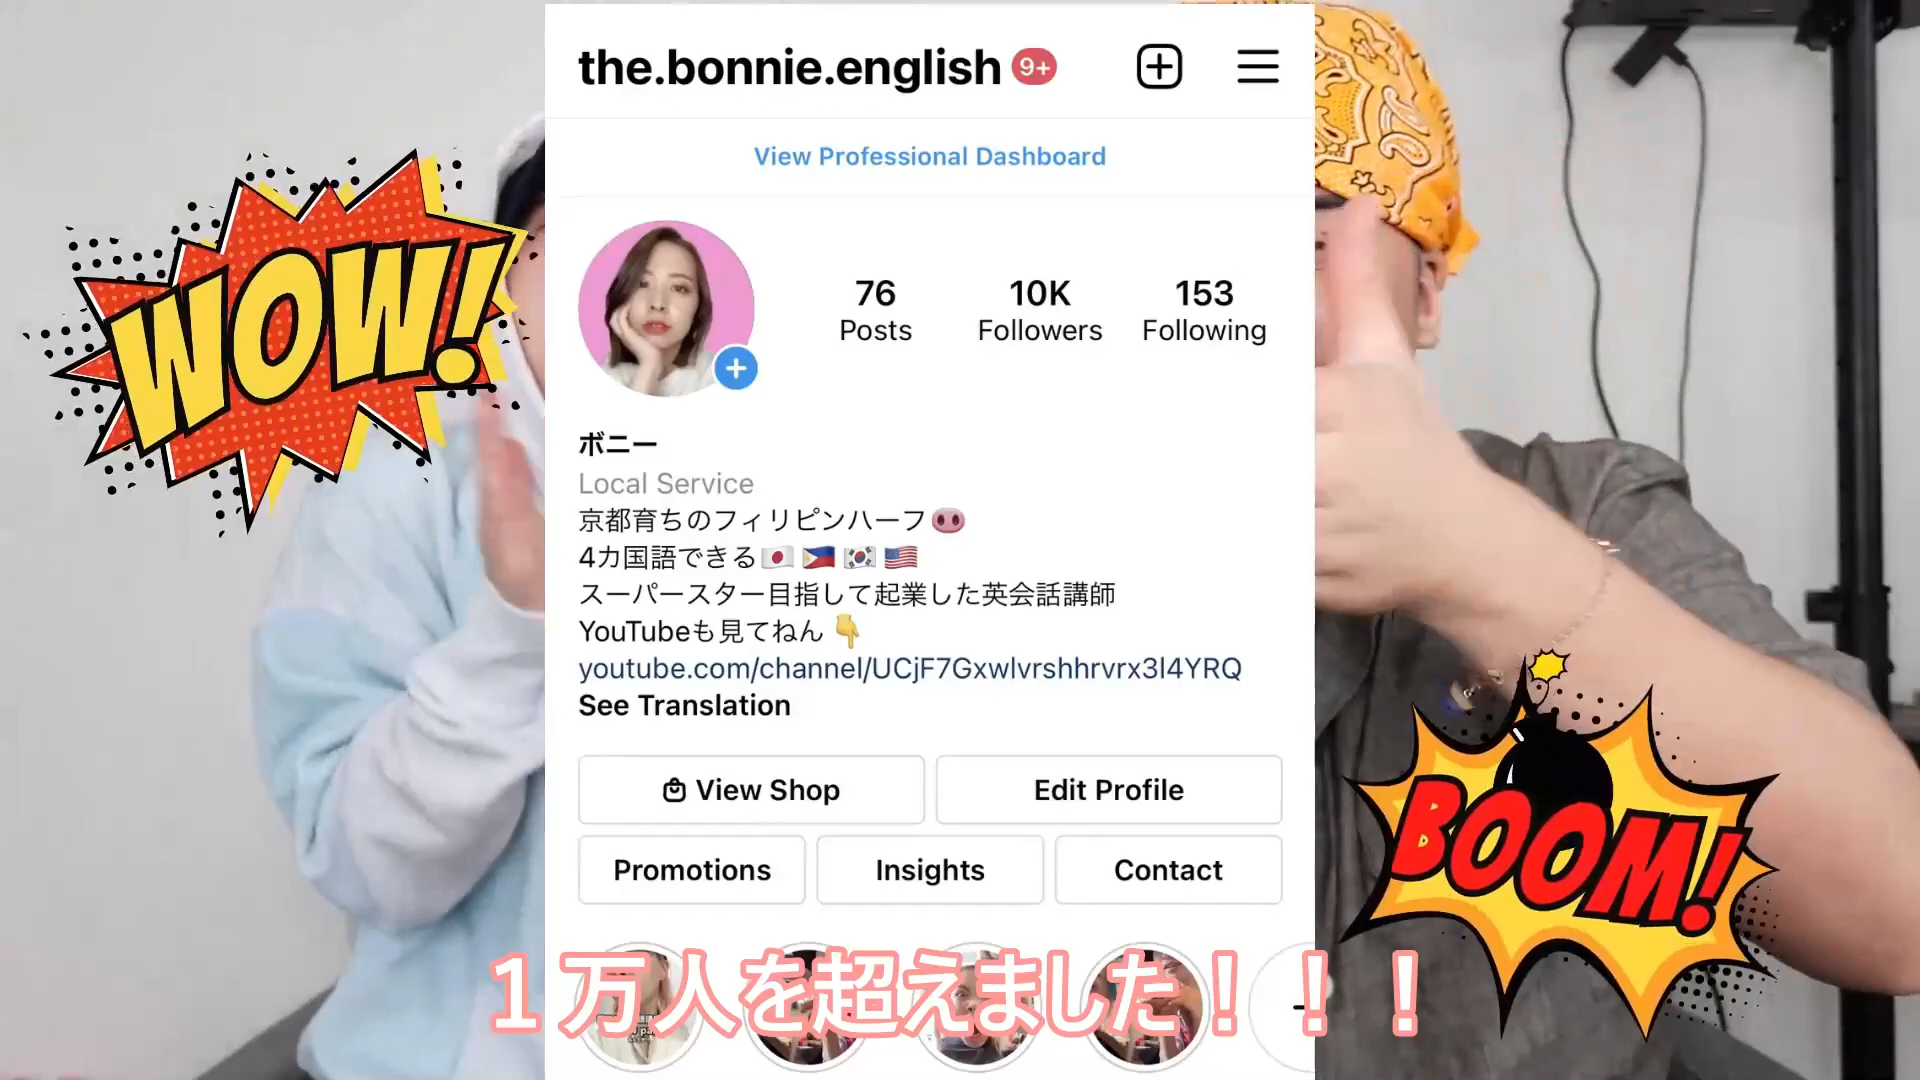 the.bonnie.english 9+
View Professional Dashboard
WOW!
76 10K 153
Posts Followers Following
ボニー
Local Service
京都育ちのフィリピンハーフ🐽
4カ国語できる🇯🇵🇵🇭🇰🇷🇺🇸
スーパースター目指して起業した英会話講師
YouTubeも見てねん👇
youtube.com/channel/UCjF7Gxwlvrshhrvrx3l4YRQ
See Translation
View Shop Edit Profile
Promotions Insights Contact
BOOM!
1万人を超えました！！！